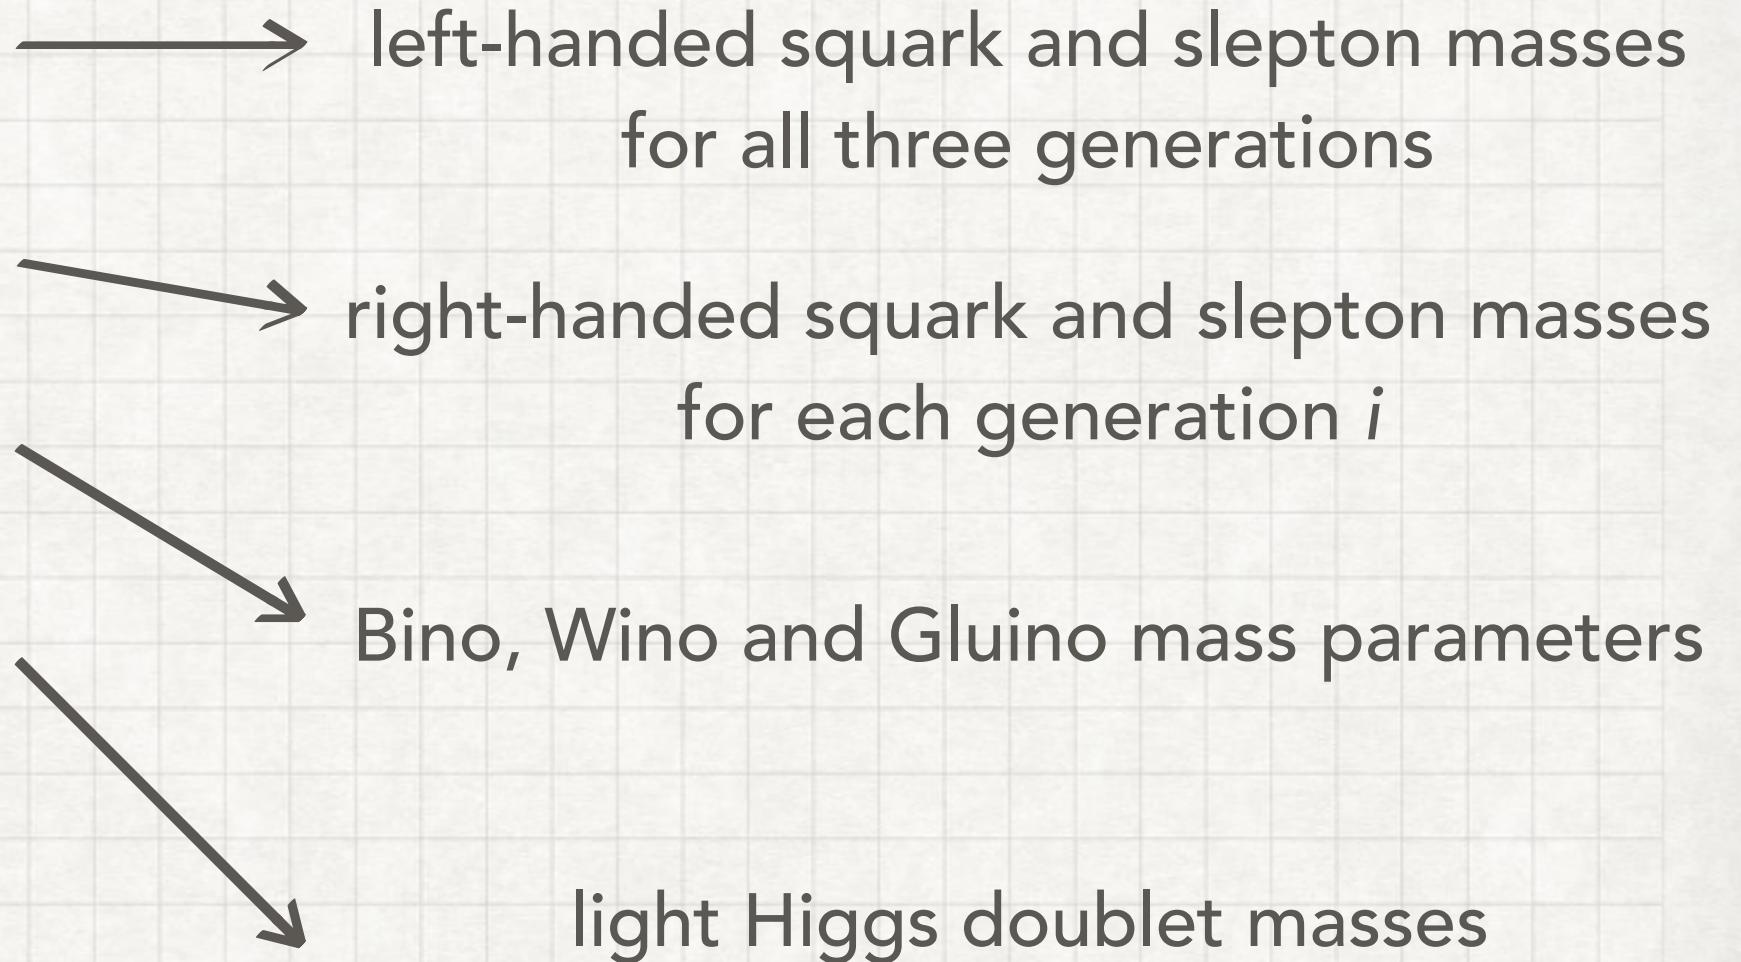 left-handed squark and slepton masses
for all three generations
right-handed squark and slepton masses
for each generation i
Bino, Wino and Gluino mass parameters
light Higgs doublet masses